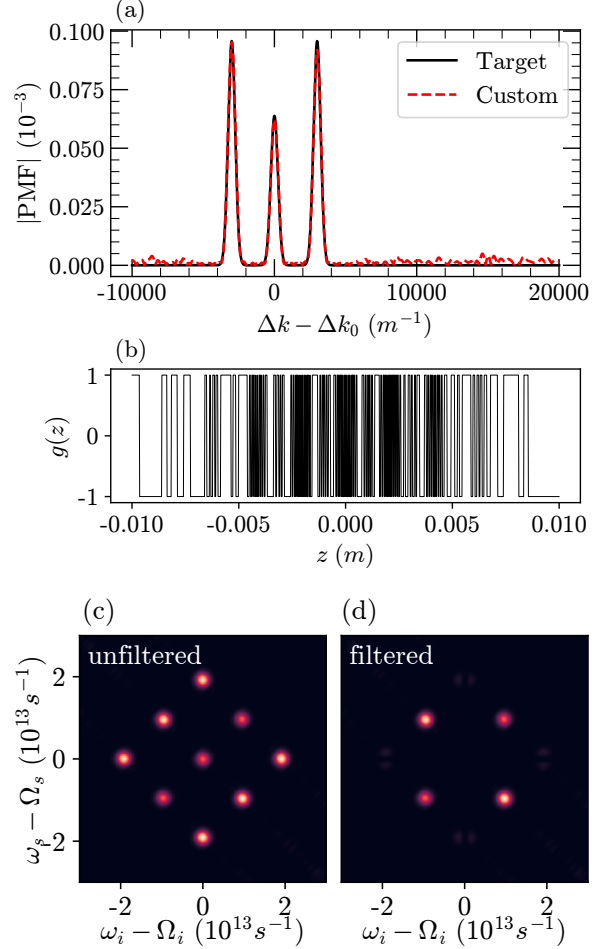 (a)
|PMF| (10⁻³)
0.100
0.075
0.050
0.025
0.000
Target
Custom
-10000 0 10000 20000
Δk − Δk₀ (m⁻¹)
(b)
g(z)
1
0
-1
-0.010 -0.005 0.000 0.005 0.010
z (m)
(c) (d)
unfiltered filtered
ωₛ − Ωₛ (10¹³s⁻¹)
2
0
-2
-2 0 2 -2 0 2
ωᵢ − Ωᵢ (10¹³s⁻¹) ωᵢ − Ωᵢ (10¹³s⁻¹)